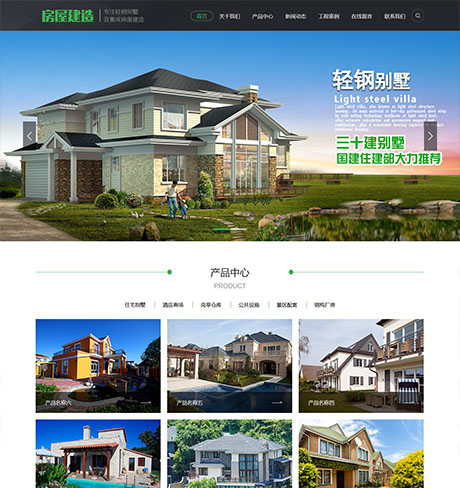 房屋建造
专注轻钢别墅
及集成房屋建造
首页 关于我们 产品中心 新闻动态 工程案例 在线留言 联系我们
轻钢别墅
Light steel villa
三十建别墅
国建住建部大力推荐
产品中心
PRODUCT
住宅别墅 酒店商场 岗亭仓库 公共设施 景区配套 钢构厂房
产品名称六 产品名称五 产品名称四